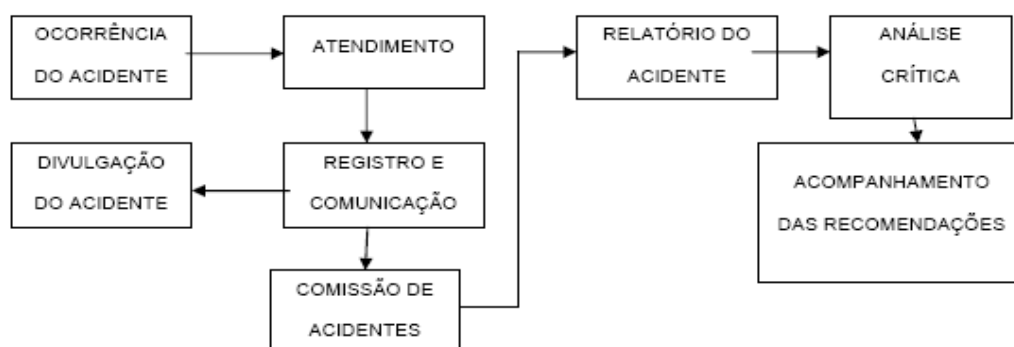 OCORRÊNCIA
DO ACIDENTE
ATENDIMENTO
REGISTRO E
COMUNICAÇÃO
DIVULGAÇÃO
DO ACIDENTE
COMISSÃO DE
ACIDENTES
RELATÓRIO DO
ACIDENTE
ANÁLISE
CRÍTICA
ACOMPANHAMENTO
DAS RECOMENDAÇÕES